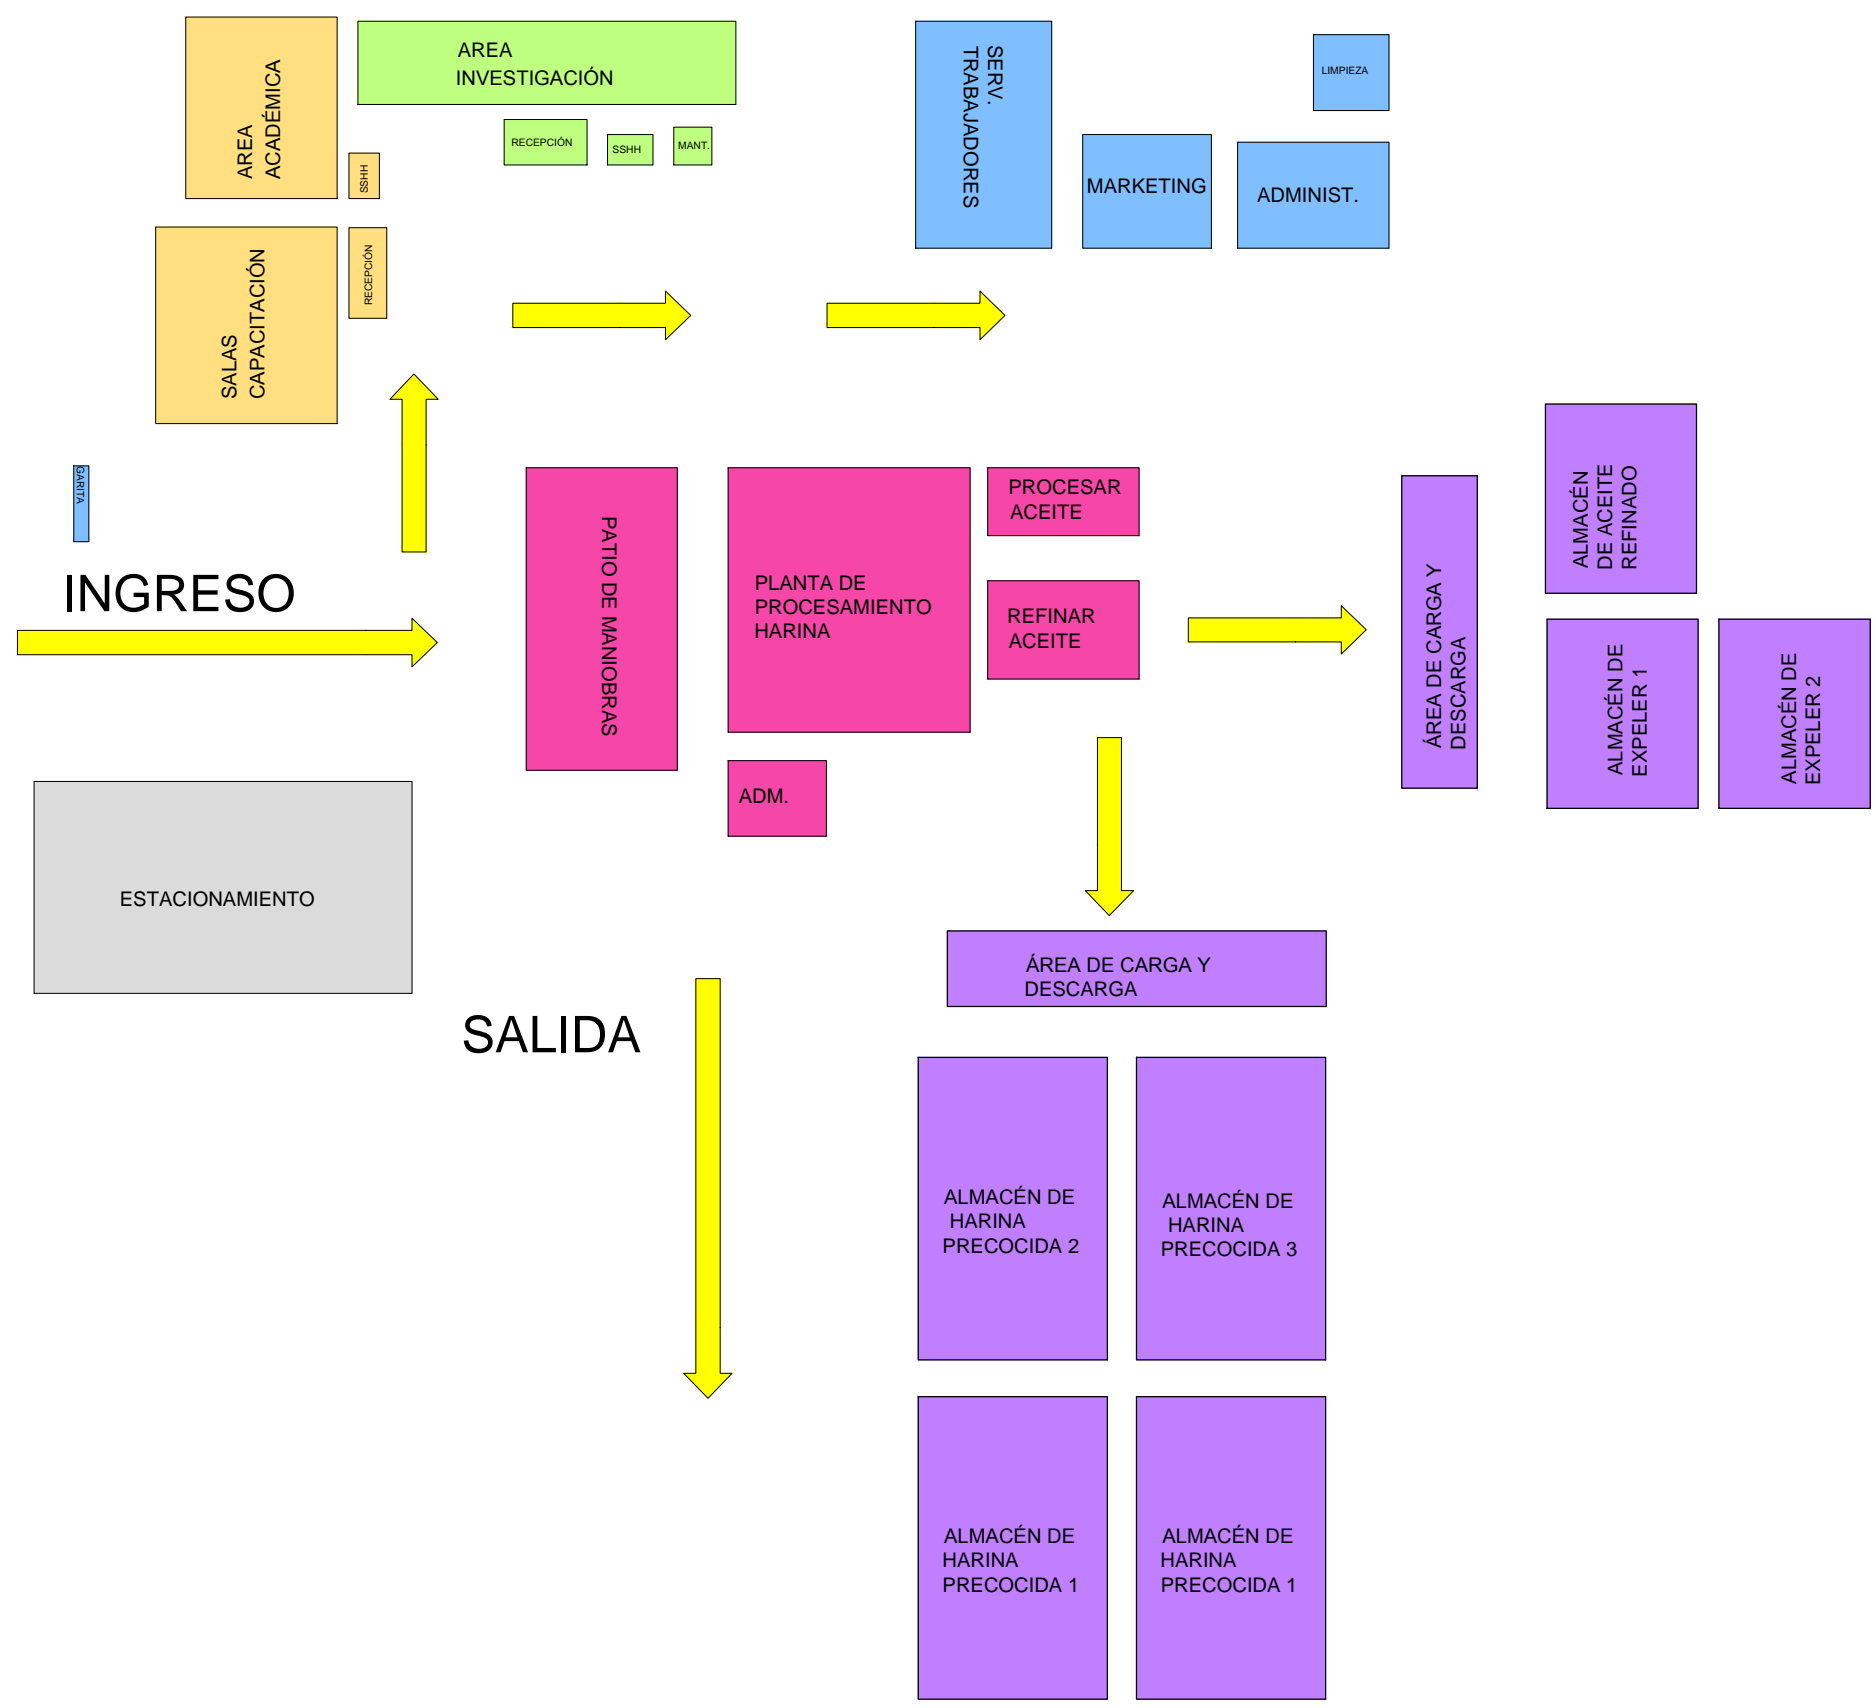 AREA
ACADÉMICA
SSHH
AREA
INVESTIGACIÓN
RECEPCIÓN
SSHH
MANT.
SERV.
TRABAJADORES
MARKETING
LIMPIEZA
ADMINIST.
SALAS
CAPACITACIÓN
RECEPCIÓN
GARITA
INGRESO
PATIO DE MANIOBRAS
PLANTA DE
PROCESAMIENTO
HARINA
PROCESAR
ACEITE
REFINAR
ACEITE
ADM.
ÁREA DE CARGA Y
DESCARGA
ALMACÉN
DE ACEITE
REFINADO
ALMACÉN DE
EXPELER 1
ALMACÉN DE
EXPELER 2
ESTACIONAMIENTO
SALIDA
ÁREA DE CARGA Y
DESCARGA
ALMACÉN DE
HARINA
PRECOCIDA 2
ALMACÉN DE
HARINA
PRECOCIDA 3
ALMACÉN DE
HARINA
PRECOCIDA 1
ALMACÉN DE
HARINA
PRECOCIDA 1